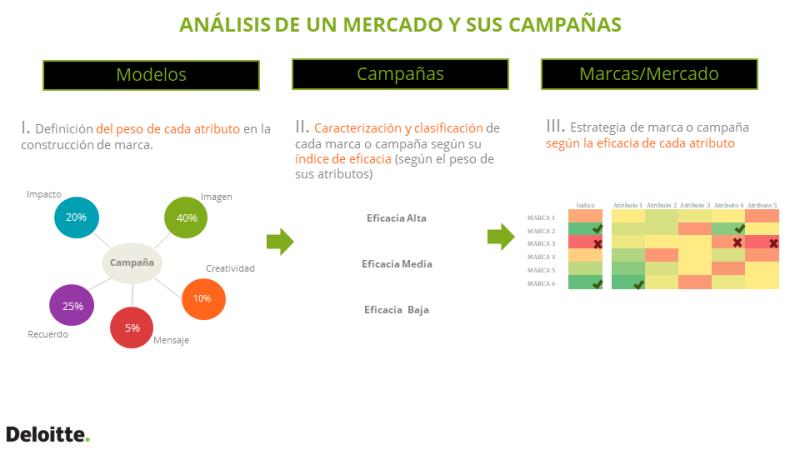 ANÁLISIS DE UN MERCADO Y SUS CAMPAÑAS
Modelos
Campañas
Marcas/Mercado
I. Definición del peso de cada atributo en la
construcción de marca.
II. Caracterización y clasificación de
cada marca o campaña según su
índice de eficacia (según el peso de
sus atributos)
III. Estrategia de marca o campaña
según la eficacia de cada atributo
Impacto
20%
Imagen
40%
Campaña
Creatividad
10%
25%
Recuerdo
5%
Mensaje
Eficacia Alta
Eficacia Media
Eficacia Baja
Indice Atributo 1 Atributo 2 Atributo 3 Atributo 4 Atributo 5
MARCA 1
MARCA 2
MARCA 3
MARCA 4
MARCA 5
MARCA 6
Deloitte.